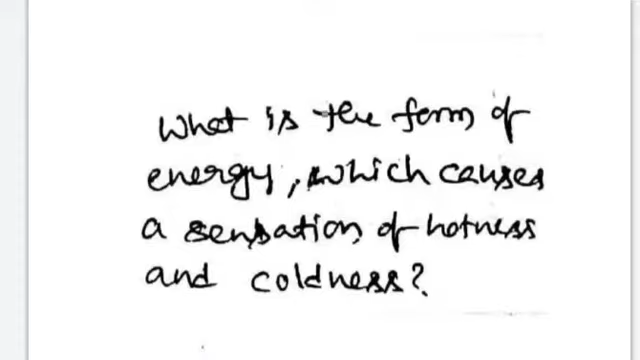 What is the form of
energy, which causes
a sensation of hotness
and coldness?